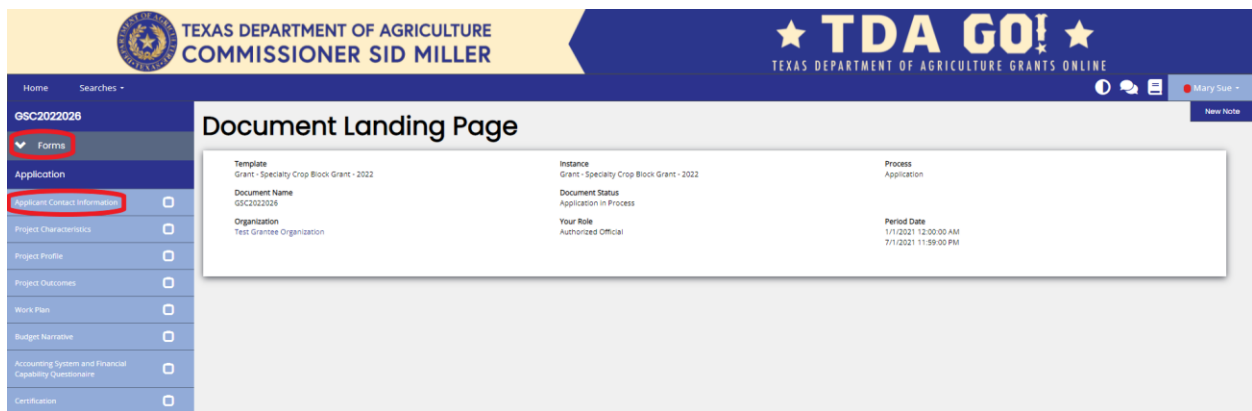 TEXAS DEPARTMENT OF AGRICULTURE
COMMISSIONER SID MILLER
TDA GO!
TEXAS DEPARTMENT OF AGRICULTURE GRANTS ONLINE
Home Searches
Mary Sue
GSC2022026
New Note
Forms
Document Landing Page
Application
Template
Grant - Specialty Crop Block Grant - 2022
Instance
Grant - Specialty Crop Block Grant - 2022
Process
Application
Document Name
GSC2022026
Document Status
Application in Process
Organization
Test Grantee Organization
Your Role
Authorized Official
Period Date
1/1/2021 12:00:00 AM
7/1/2021 11:59:00 PM
Applicant Contact Information
Project Characteristics
Project Profile
Project Outcomes
Work Plan
Budget Narrative
Accounting System and Financial
Capability Questionaire
Certification